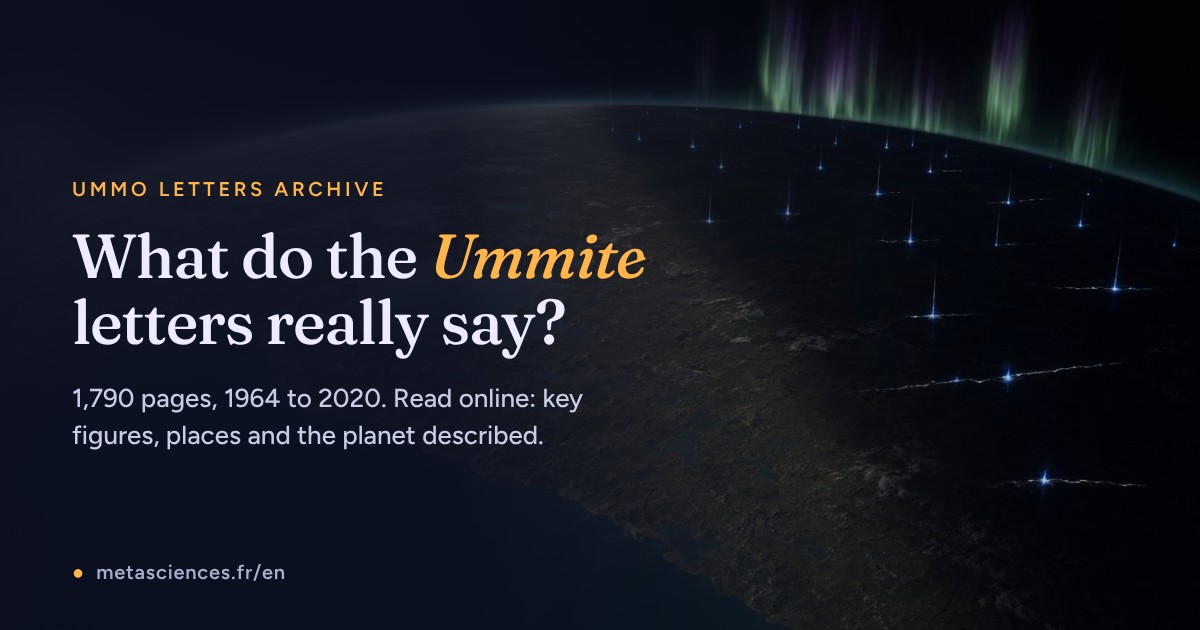 UMMO LETTERS ARCHIVE
What do the Ummite
letters really say?
1,790 pages, 1964 to 2020. Read online: key
figures, places and the planet described.
metasciences.fr/en